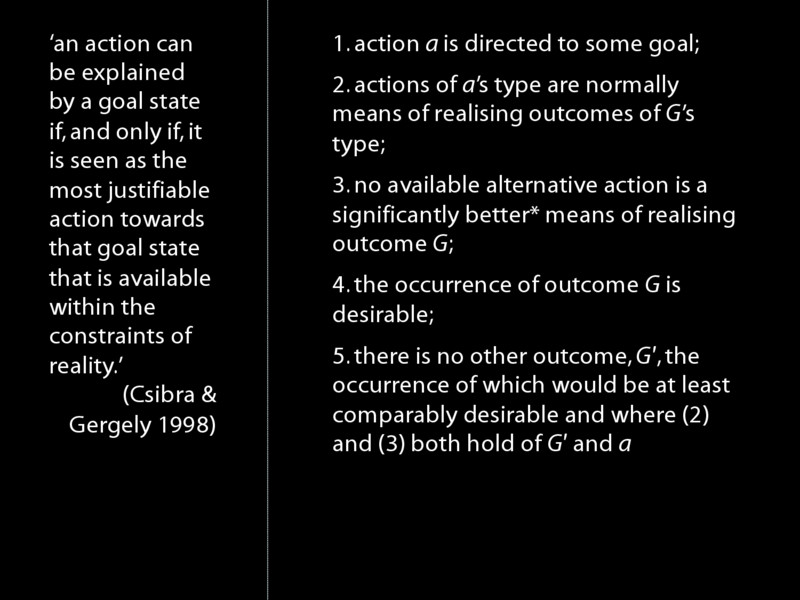 ‘an action can
be explained
by a goal state
if, and only if, it
is seen as the
most justifiable
action towards
that goal state
that is available
within the
constraints of
reality.’
(Csibra &
Gergely 1998)
1. action a is directed to some goal;
2. actions of a’s type are normally
means of realising outcomes of G’s
type;
3. no available alternative action is a
significantly better* means of realising
outcome G;
4. the occurrence of outcome G is
desirable;
5. there is no other outcome, G′, the
occurrence of which would be at least
comparably desirable and where (2)
and (3) both hold of G′ and a